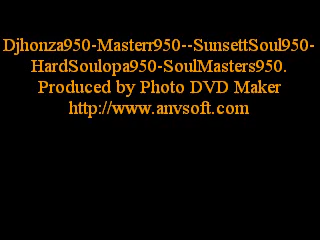 Djhonza950-Masterr950--SunsettSoul950-
HardSoulopa950-SoulMasters950.
Produced by Photo DVD Maker
http://www.anvsoft.com